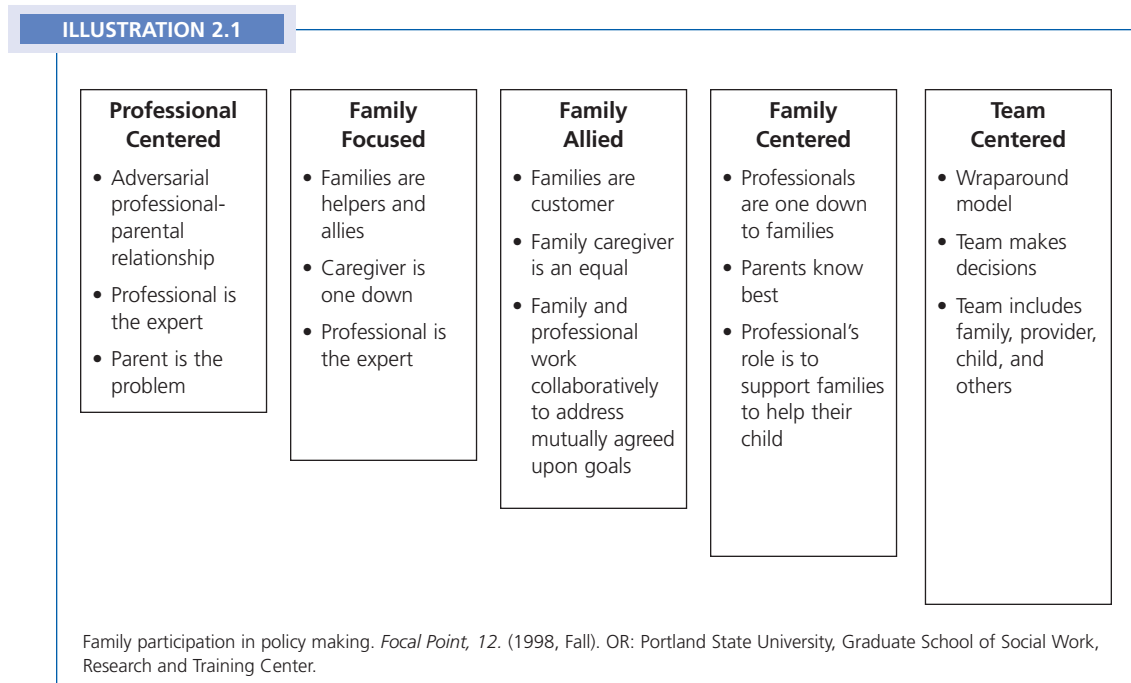 ILLUSTRATION 2.1
Professional
Centered
• Adversarial
professional-
parental
relationship
• Professional is
the expert
• Parent is the
problem
Family
Focused
• Families are
helpers and
allies
• Caregiver is
one down
• Professional is
the expert
Family
Allied
• Families are
customer
• Family caregiver
is an equal
• Family and
professional
work
collaboratively
to address
mutually agreed
upon goals
Family
Centered
• Professionals
are one down
to families
• Parents know
best
• Professional’s
role is to
support families
to help their
child
Team
Centered
• Wraparound
model
• Team makes
decisions
• Team includes
family, provider,
child, and
others
Family participation in policy making. Focal Point, 12. (1998, Fall). OR: Portland State University, Graduate School of Social Work,
Research and Training Center.